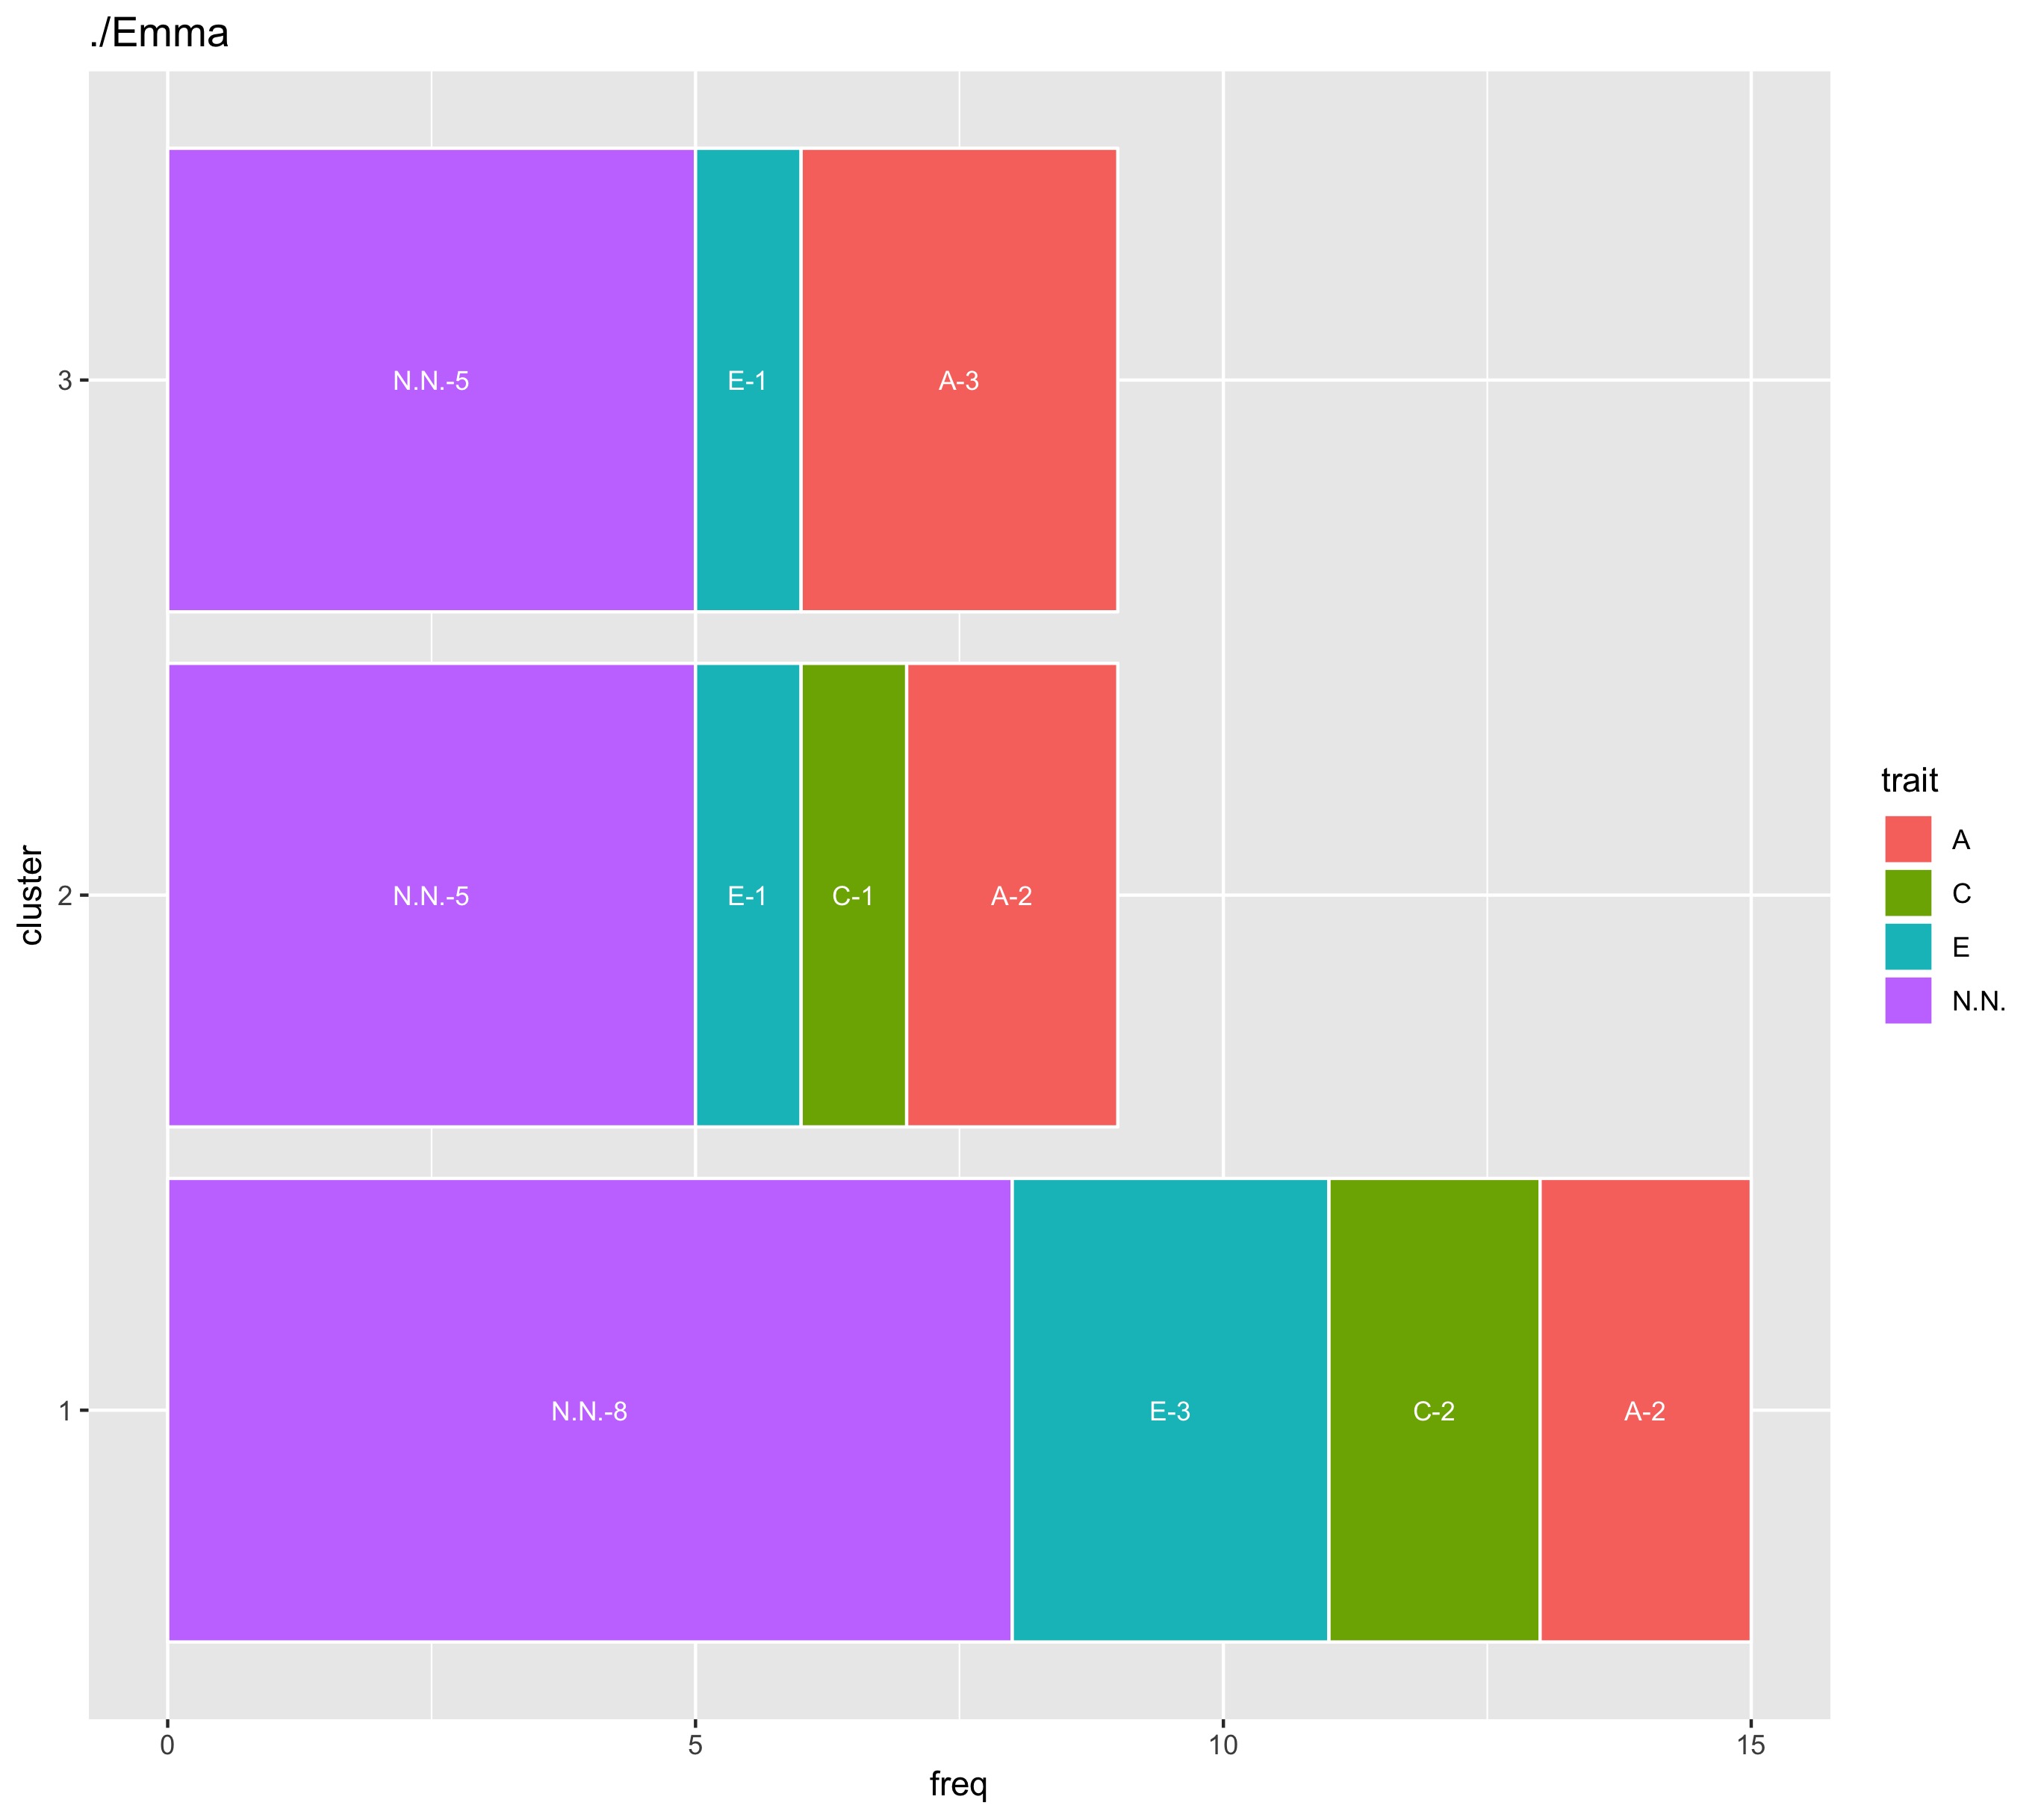 ./Emma
3
N.N.-5 E-1 A-3
2
N.N.-5 E-1 C-1 A-2
1
N.N.-8 E-3 C-2 A-2
0 5 10 15
freq
cluster
trait
A
C
E
N.N.